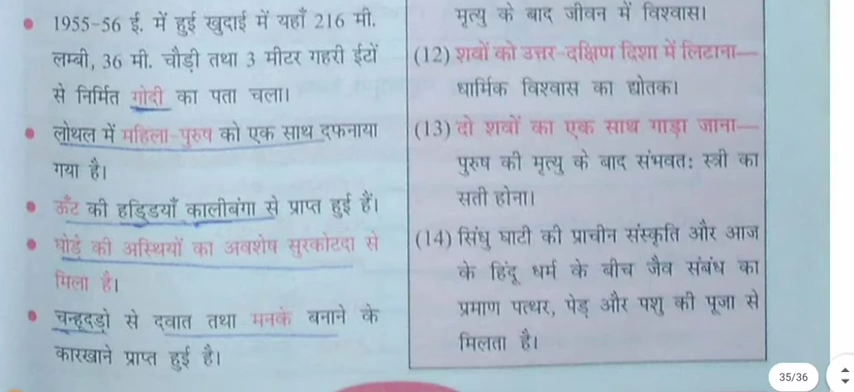 1955-56 ई. में हुई खुदाई में यहाँ 216 मी.
लम्बी, 36 मी. चौड़ी तथा 3 मीटर गहरी ईंटों
से निर्मित गोदी का पता चला।
लोथल में महिला-पुरुष को एक साथ दफनाया
गया है।
ऊँट की हड्डियाँ कालीबंगा से प्राप्त हुई हैं।
घोड़े की अस्थियों का अवशेष सुरकोटदा से
मिला है।
चन्हूदड़ो से दवात तथा मनके बनाने के
कारखाने प्राप्त हुई है।
मृत्यु के बाद जीवन में विश्वास।
(12) शवों को उत्तर-दक्षिण दिशा में लिटाना—
धार्मिक विश्वास का द्योतक।
(13) दो शवों का एक साथ गाड़ा जाना—
पुरुष की मृत्यु के बाद संभवतः स्त्री का
सती होना।
(14) सिंधु घाटी की प्राचीन संस्कृति और आज
के हिंदू धर्म के बीच जैव संबंध का
प्रमाण पत्थर, पेड़ और पशु की पूजा से
मिलता है।
35/36